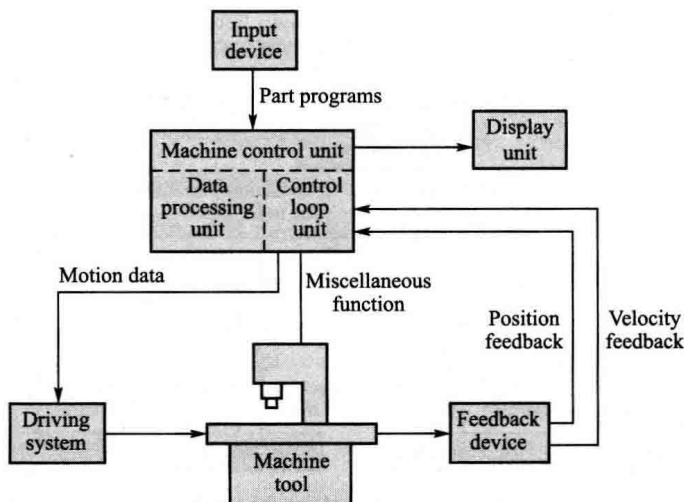 Input
device
Part programs
Machine control unit
Display
unit
Data
processing
unit
Control
loop
unit
Motion data
Miscellaneous
function
Position
feedback
Velocity
feedback
Driving
system
Machine
tool
Feedback
device